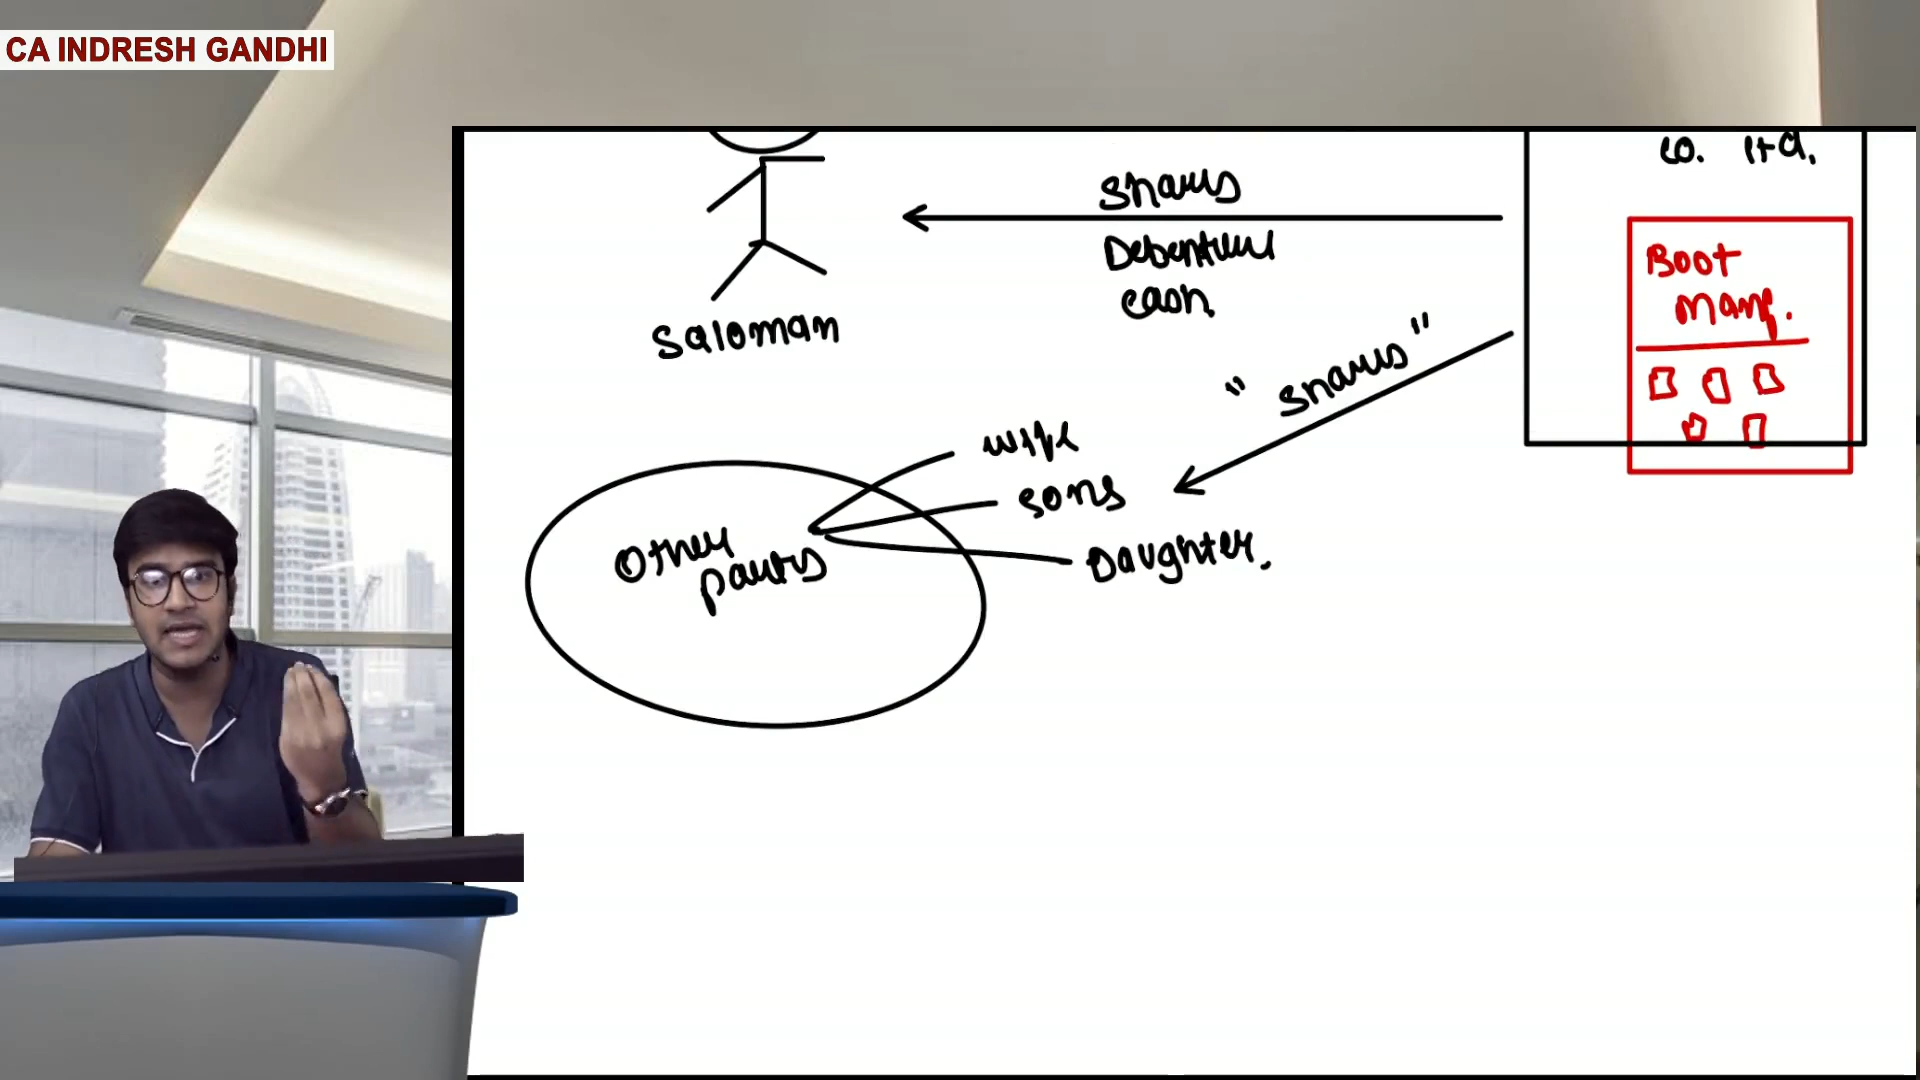 CA INDRESH GANDHI
co. Ltd.
Shares
Debenture
cash
Saloman
Boot
Manf.
" shares "
wife
sons
Daughter.
Other
parties